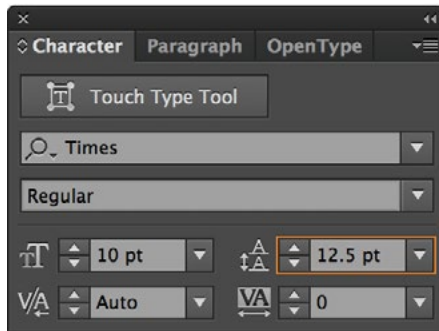 Character Paragraph OpenType
Touch Type Tool
Times
Regular
10 pt 12.5 pt
Auto 0